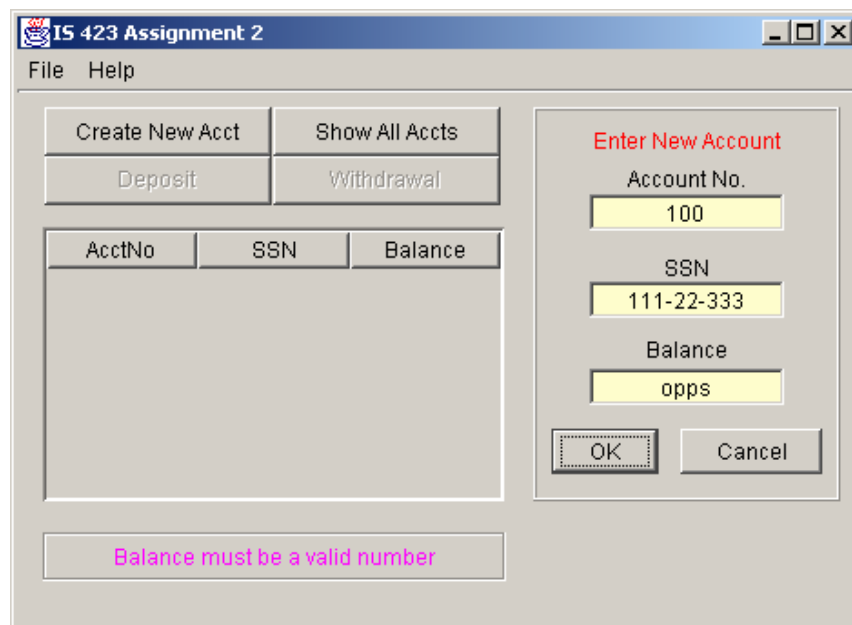 IS 423 Assignment 2
File Help
Create New Acct Show All Accts
Deposit Withdrawal
AcctNo SSN Balance
Enter New Account
Account No.
100
SSN
111-22-333
Balance
opps
OK Cancel
Balance must be a valid number